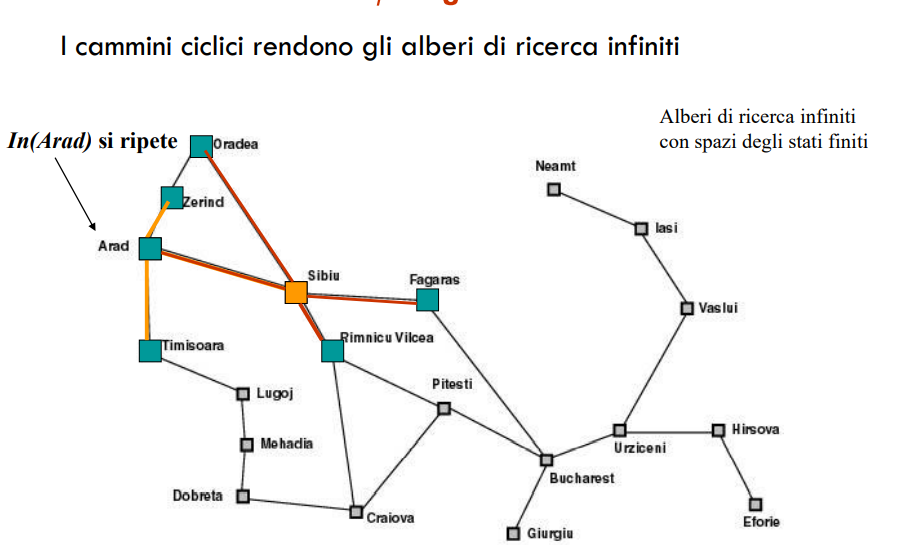 I cammini ciclici rendono gli alberi di ricerca infiniti
Alberi di ricerca infiniti
con spazi degli stati finiti
In(Arad) si ripete
Oradea
Neamt
Zerind
Iasi
Arad
Sibiu
Fagaras
Vaslui
Timisoara
Rimnicu Vilcea
Lugoj
Pitesti
Hirsova
Mehadia
Urziceni
Bucharest
Dobreta
Craiova
Eforie
Giurgiu